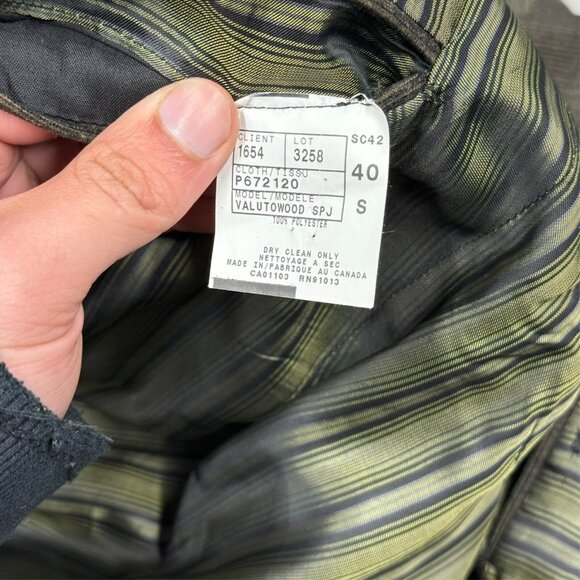 CLIENT LOT SC42
1654 3258
CLOTH/TISSU 40
P672120
MODEL/MODELE
VALUTOWOOD SPJ S
100% POLYESTER
DRY CLEAN ONLY
NETTOYAGE A SEC
MADE IN/FABRIQUE AU CANADA
CA01103 RN91013